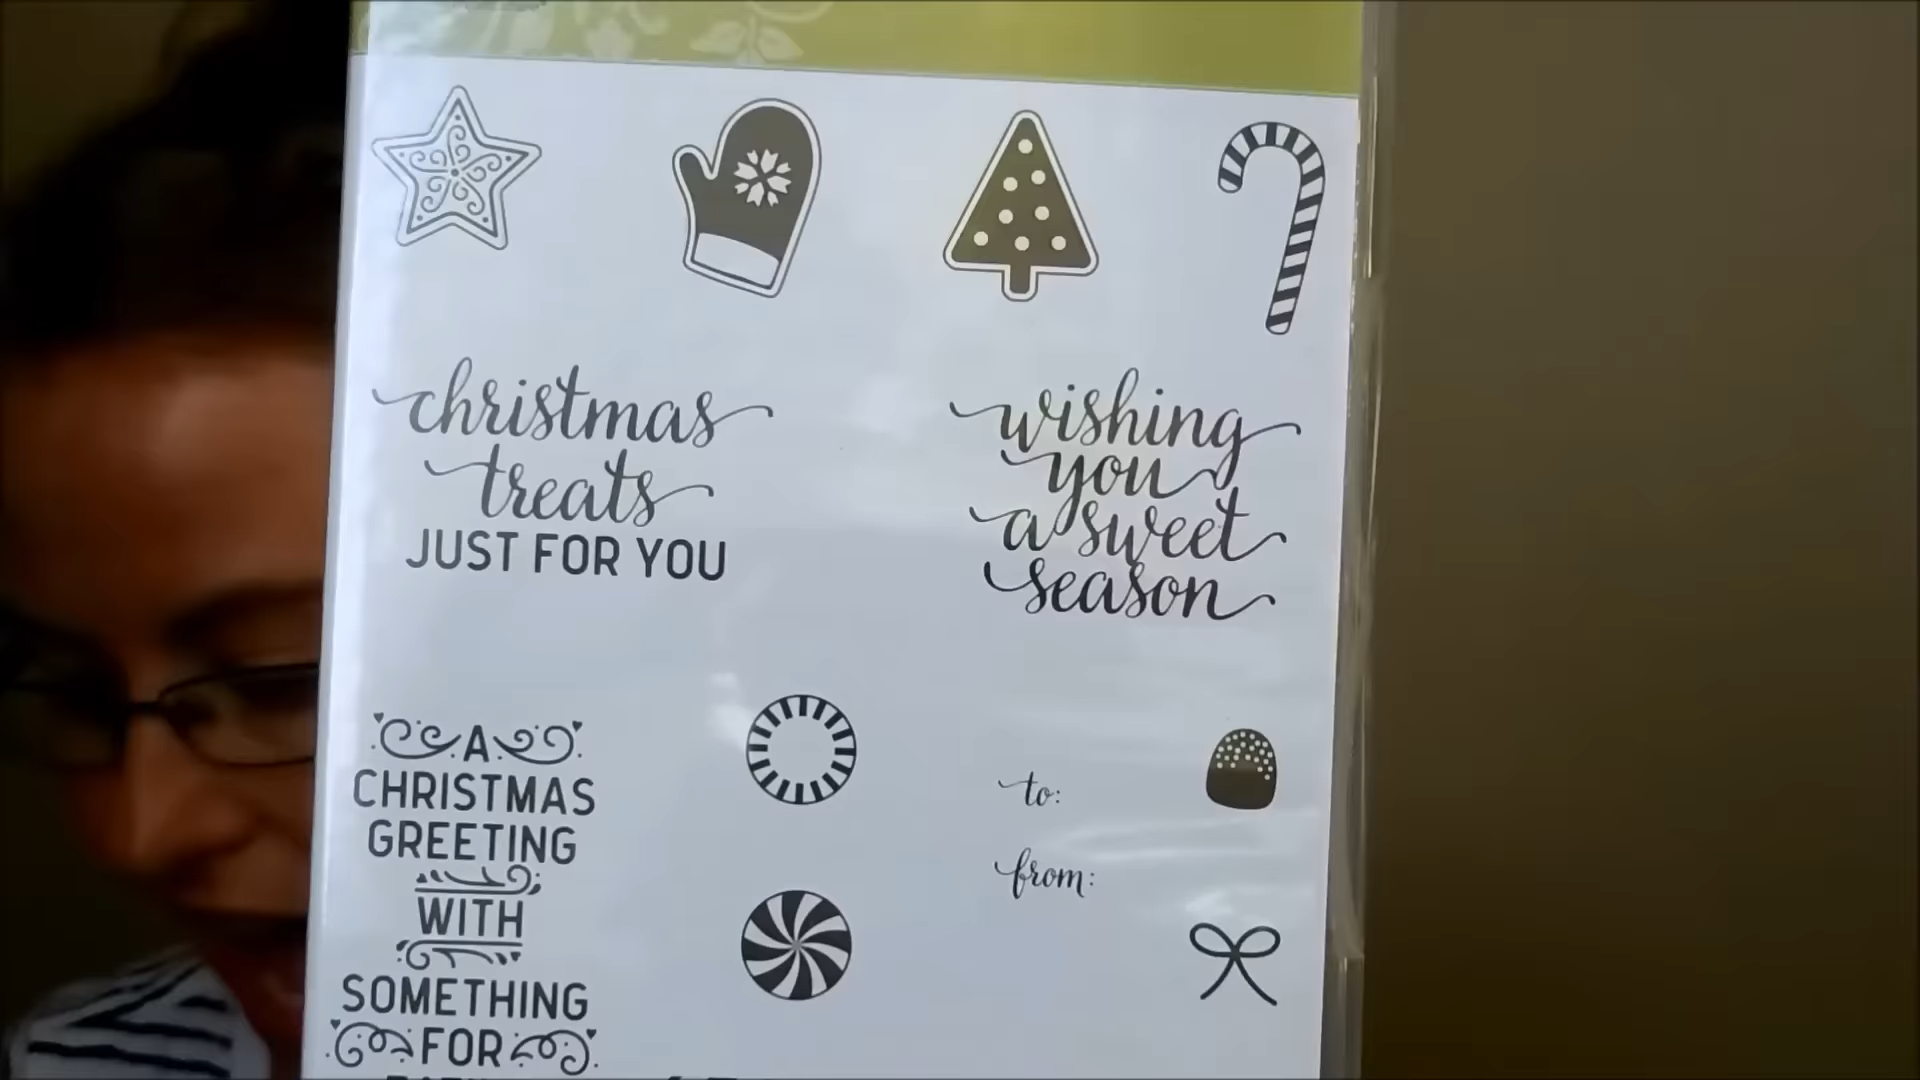 christmas
treats
JUST FOR YOU
wishing
you
a sweet
season
A
CHRISTMAS
GREETING
WITH
SOMETHING
FOR
to:
from: